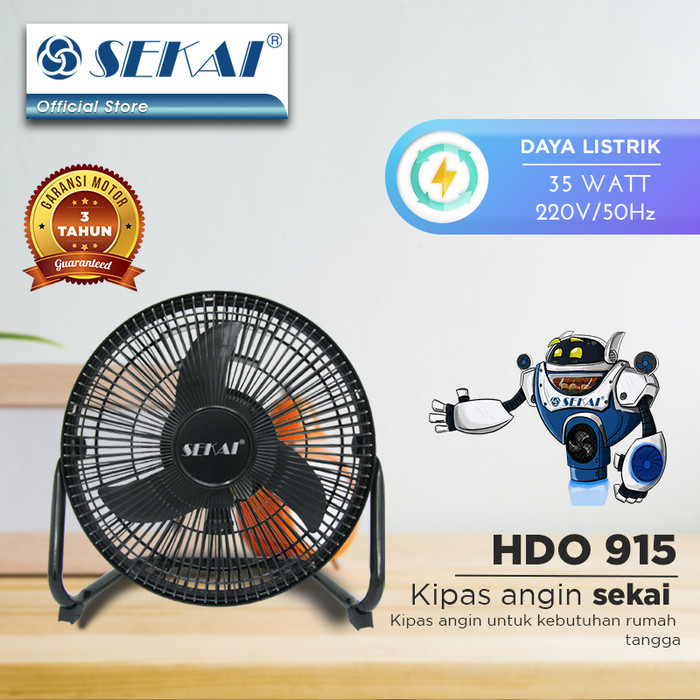 SEKAI®
Official Store
DAYA LISTRIK
35 WATT
220V/50Hz
GARANSI MOTOR
3
TAHUN
Guaranteed
SEKAI®
SEKAI
HDO 915
Kipas angin sekai
Kipas angin untuk kebutuhan rumah
tangga